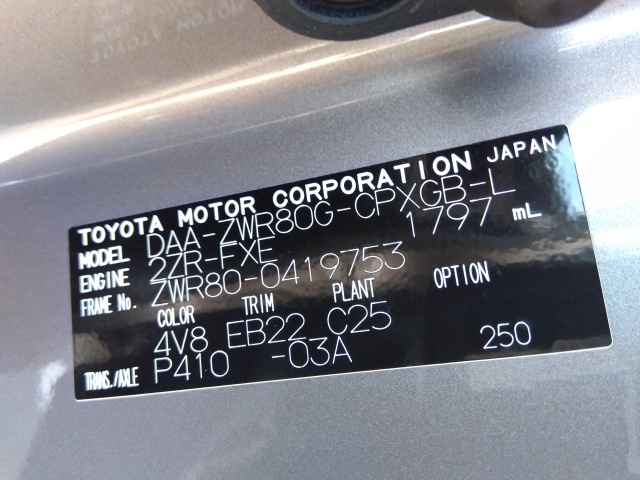 TOYOTA MOTOR CORPORATION JAPAN
MODEL DAA-ZWR80G-CPXGB-L
ENGINE 2ZR-FXE 1797 mL
FRAME No. ZWR80-0419753
COLOR TRIM PLANT OPTION
4V8 EB22 C25
TRANS./AXLE P410 -03A 250